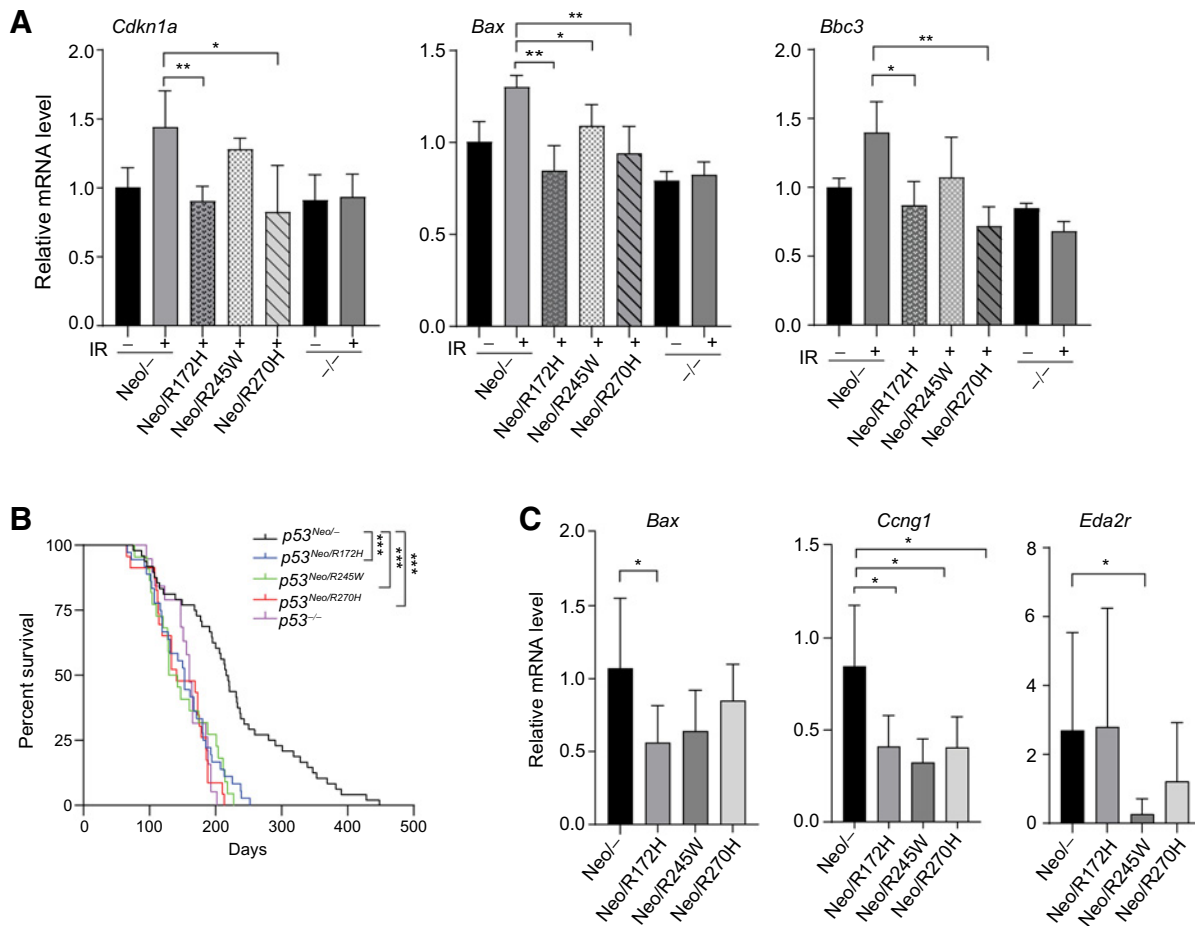 A
Cdkn1a
Relative mRNA level
2.0
1.5
1.0
0.5
0.0
**
*
IR
– + + + + – +
Neo/–
Neo/R172H
Neo/R245W
Neo/R270H
–/–
Bax
1.5
1.0
0.5
0.0
**
*
**
– + + + + – +
Neo/–
Neo/R172H
Neo/R245W
Neo/R270H
–/–
Bbc3
2.0
1.5
1.0
0.5
0.0
**
*
IR
– + + + + – +
Neo/–
Neo/R172H
Neo/R245W
Neo/R270H
–/–
B
Percent survival
100
75
50
25
0
0 100 200 300 400 500
Days
p53Neo/–
p53Neo/R172H
p53Neo/R245W
p53Neo/R270H
p53–/–
***
***
***
C
Bax
Relative mRNA level
2.0
1.5
1.0
0.5
0.0
*
Neo/–
Neo/R172H
Neo/R245W
Neo/R270H
Ccng1
1.5
1.0
0.5
0.0
*
*
*
Neo/–
Neo/R172H
Neo/R245W
Neo/R270H
Eda2r
8
6
4
2
0
*
Neo/–
Neo/R172H
Neo/R245W
Neo/R270H